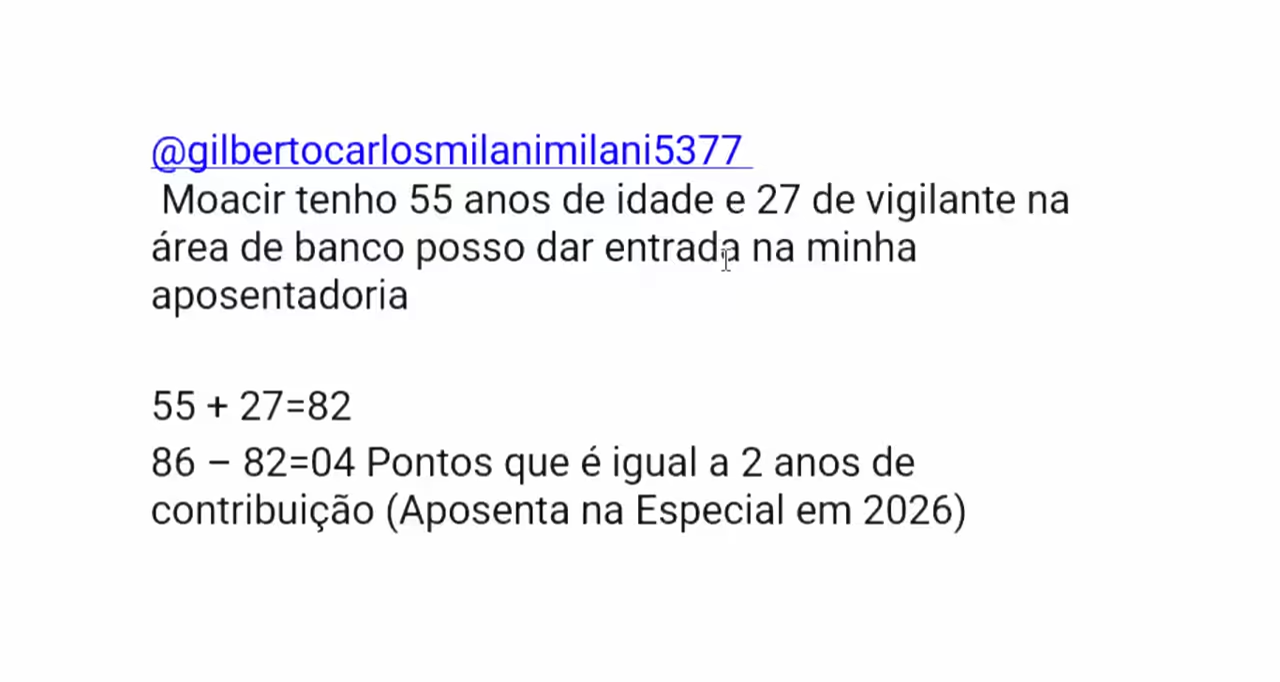 @gilbertocarlosmilanimilani5377
Moacir tenho 55 anos de idade e 27 de vigilante na
área de banco posso dar entrada na minha
aposentadoria
55 + 27=82
86 – 82=04 Pontos que é igual a 2 anos de
contribuição (Aposenta na Especial em 2026)